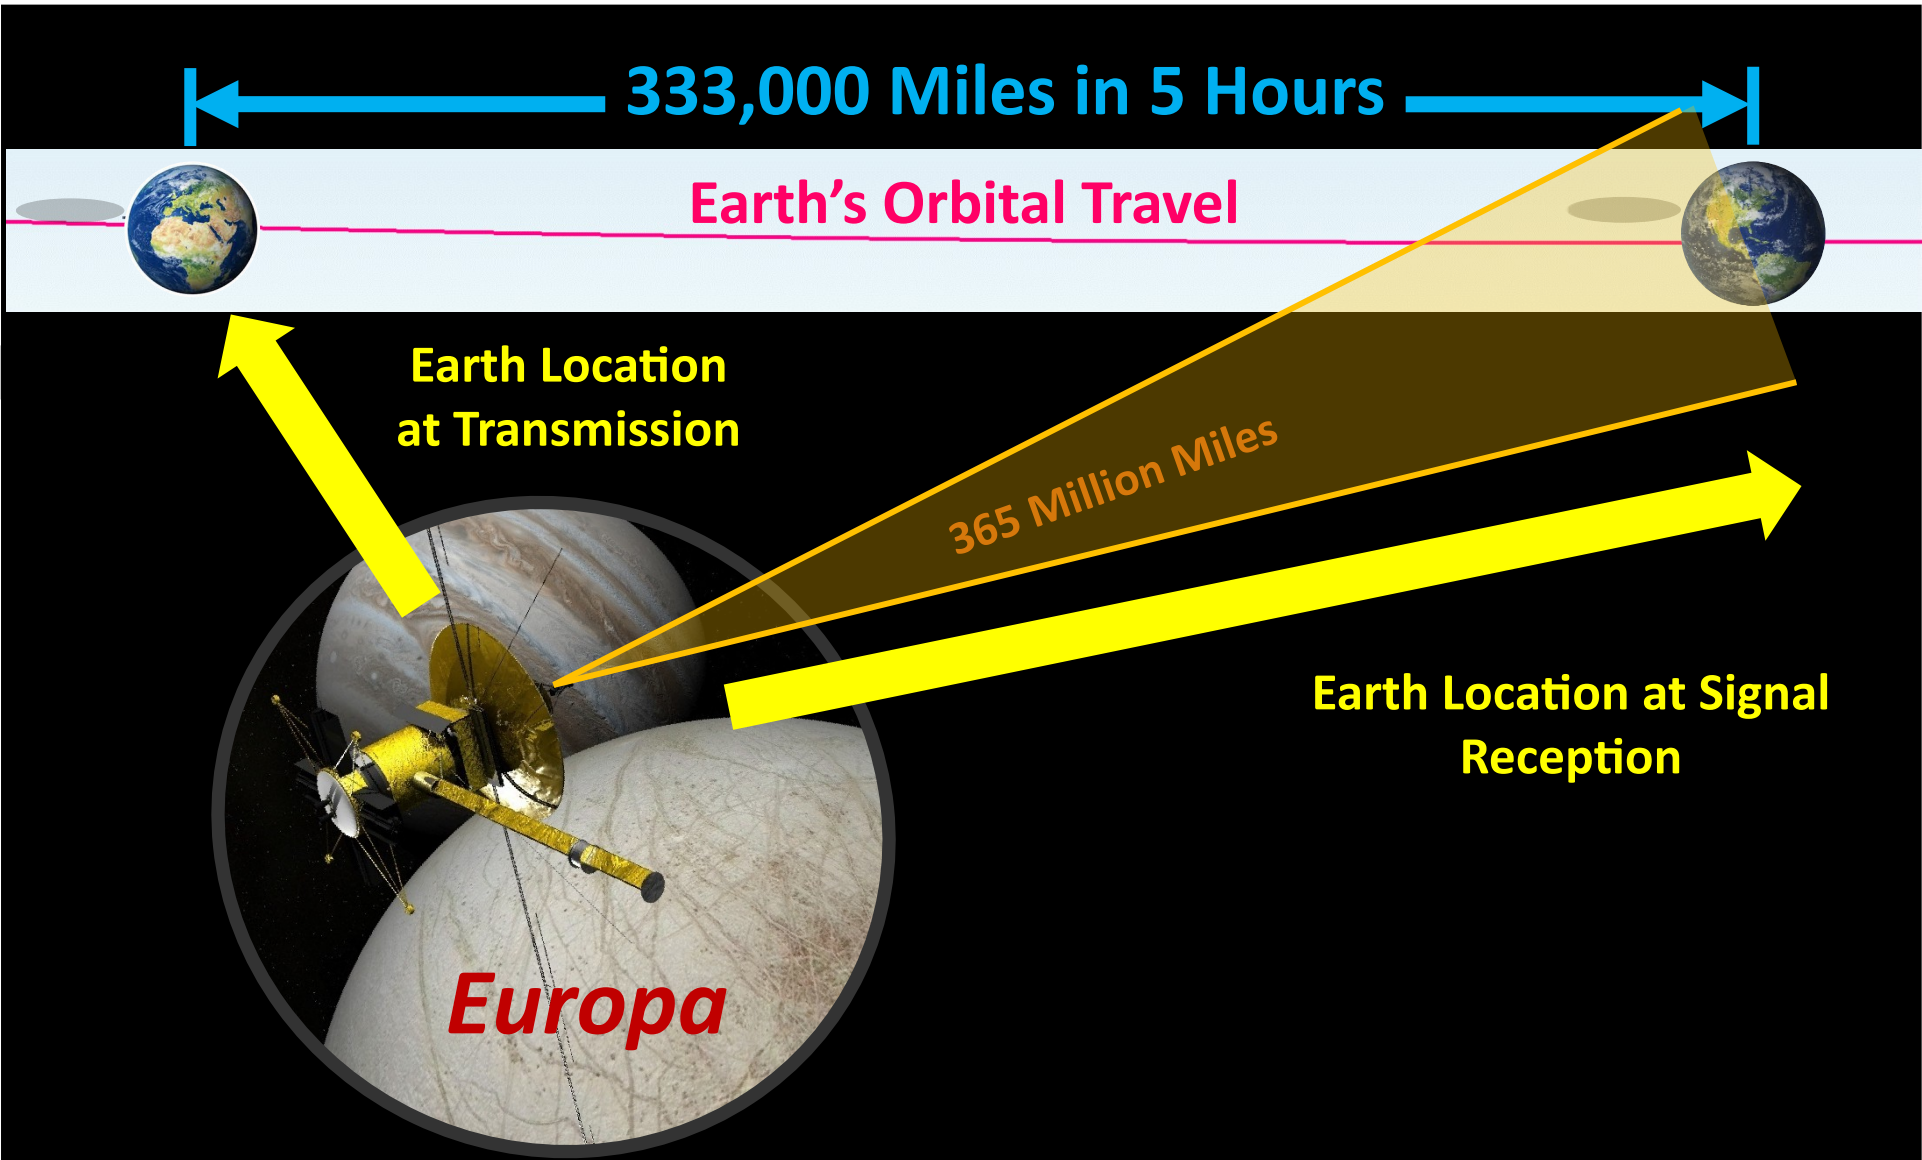 333,000 Miles in 5 Hours
Earth’s Orbital Travel
Earth Location
at Transmission
365 Million Miles
Earth Location at Signal
Reception
Europa